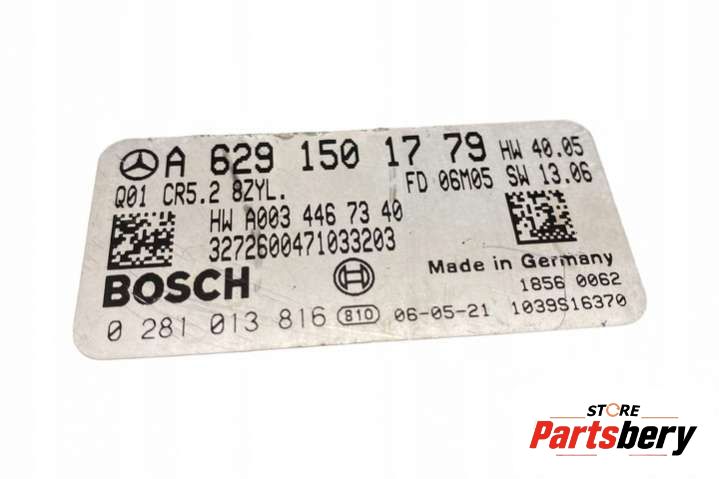 A 629 150 17 79 HW 40.05
Q01 CR5.2 8ZYL. FD 06M05 SW 13.06
HW A003 446 73 40
3272600471033203
BOSCH Made in Germany
1856 0062
0 281 013 816 810 06-05-21 1039S16370
STORE
Partsbery